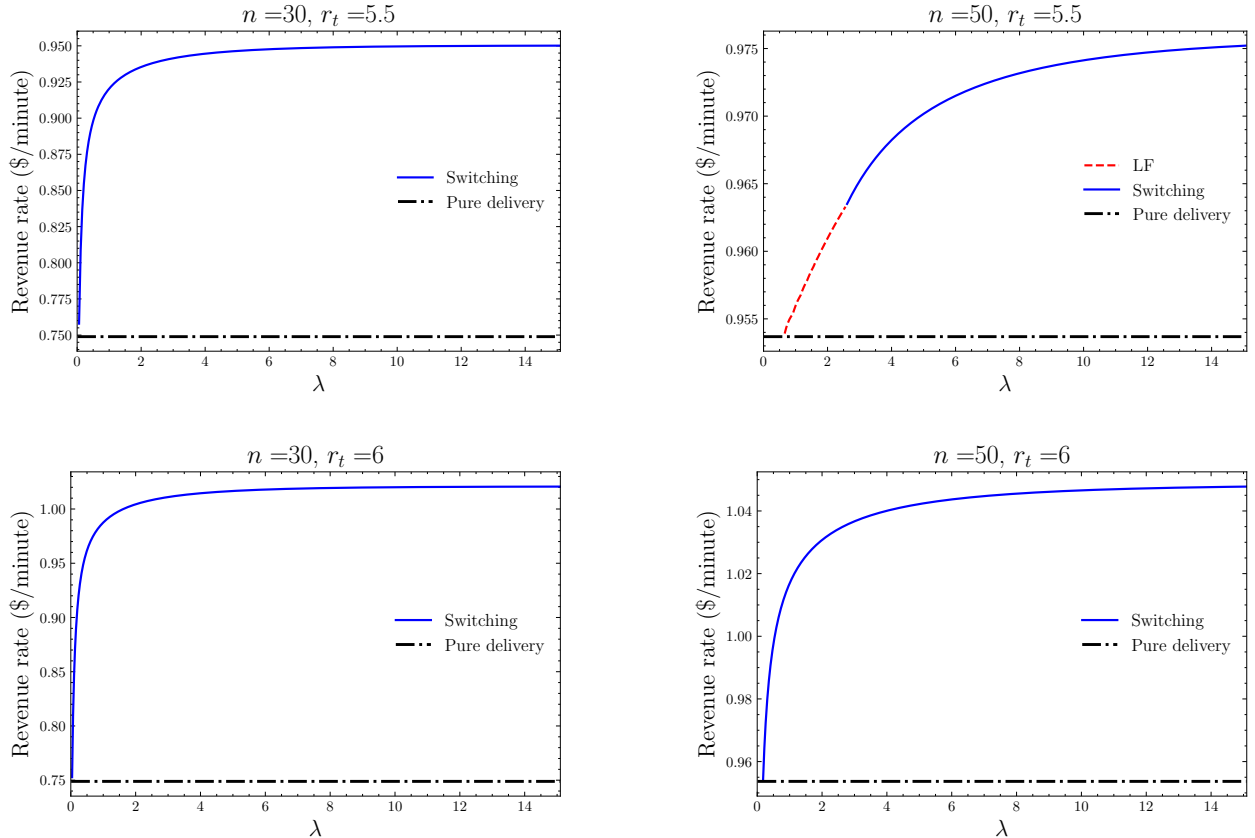 n =30, r_t =5.5
Revenue rate ($/minute)
0.950
0.925
0.900
0.875
0.850
0.825
0.800
0.775
0.750
Switching
Pure delivery
0 2 4 6 8 10 12 14
λ
n =50, r_t =5.5
Revenue rate ($/minute)
0.975
0.970
0.965
0.960
0.955
LF
Switching
Pure delivery
0 2 4 6 8 10 12 14
λ
n =30, r_t =6
Revenue rate ($/minute)
1.00
0.95
0.90
0.85
0.80
0.75
Switching
Pure delivery
0 2 4 6 8 10 12 14
λ
n =50, r_t =6
Revenue rate ($/minute)
1.04
1.02
1.00
0.98
0.96
Switching
Pure delivery
0 2 4 6 8 10 12 14
λ